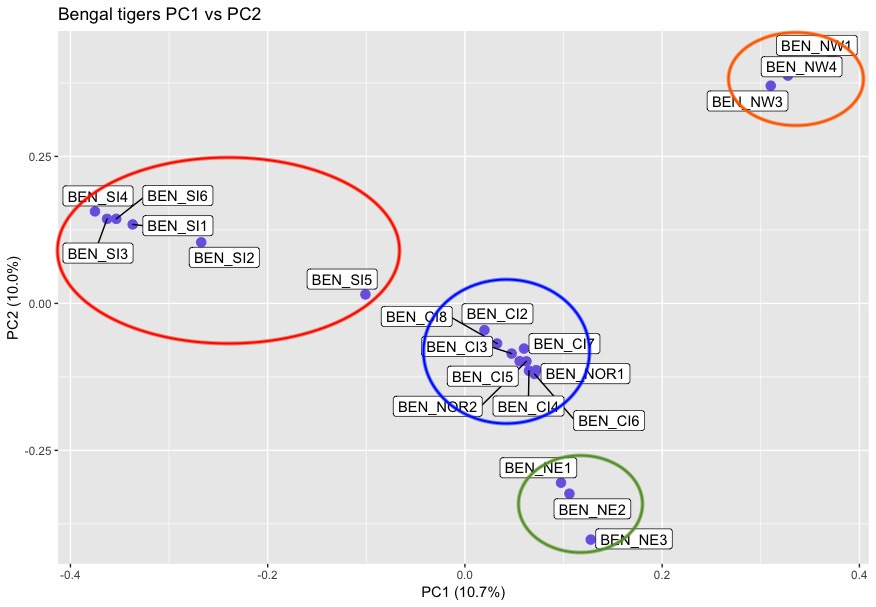 Bengal tigers PC1 vs PC2
BEN_NW1
BEN_NW4
BEN_NW3
0.25
BEN_SI4
BEN_SI6
BEN_SI1
BEN_SI3
BEN_SI2
BEN_SI5
PC2 (10.0%)
0.00
BEN_CI8
BEN_CI2
BEN_CI3
BEN_CI7
BEN_CI5
BEN_NOR1
BEN_NOR2
BEN_CI4
BEN_CI6
-0.25
BEN_NE1
BEN_NE2
BEN_NE3
-0.4
-0.2
0.0
0.2
0.4
PC1 (10.7%)